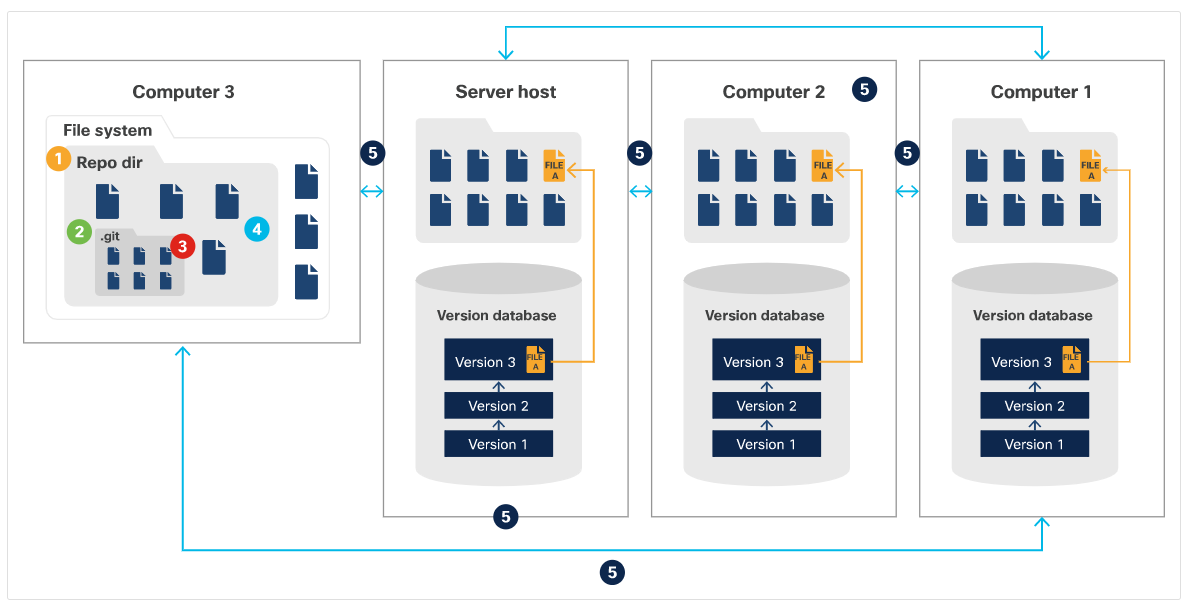 Computer 3
File system
1
Repo dir
2
.git
3
4
5
Server host
FILE
A
Version database
Version 3
FILE
A
Version 2
Version 1
5
5
Computer 2
5
FILE
A
Version database
Version 3
FILE
A
Version 2
Version 1
5
Computer 1
FILE
A
Version database
Version 3
FILE
A
Version 2
Version 1
5